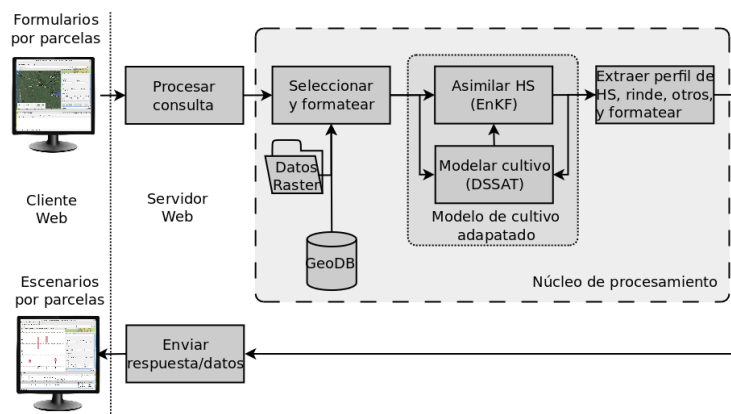 Formularios
por parcelas
Procesar
consulta
Seleccionar
y formatear
Asimilar HS
(EnKF)
Extraer perfil de
HS, rinde, otros,
y formatear
Datos
Raster
Modelar cultivo
(DSSAT)
Modelo de cultivo
adapatado
Cliente
Web
Servidor
Web
GeoDB
Núcleo de procesamiento
Escenarios
por parcelas
Enviar
respuesta/datos